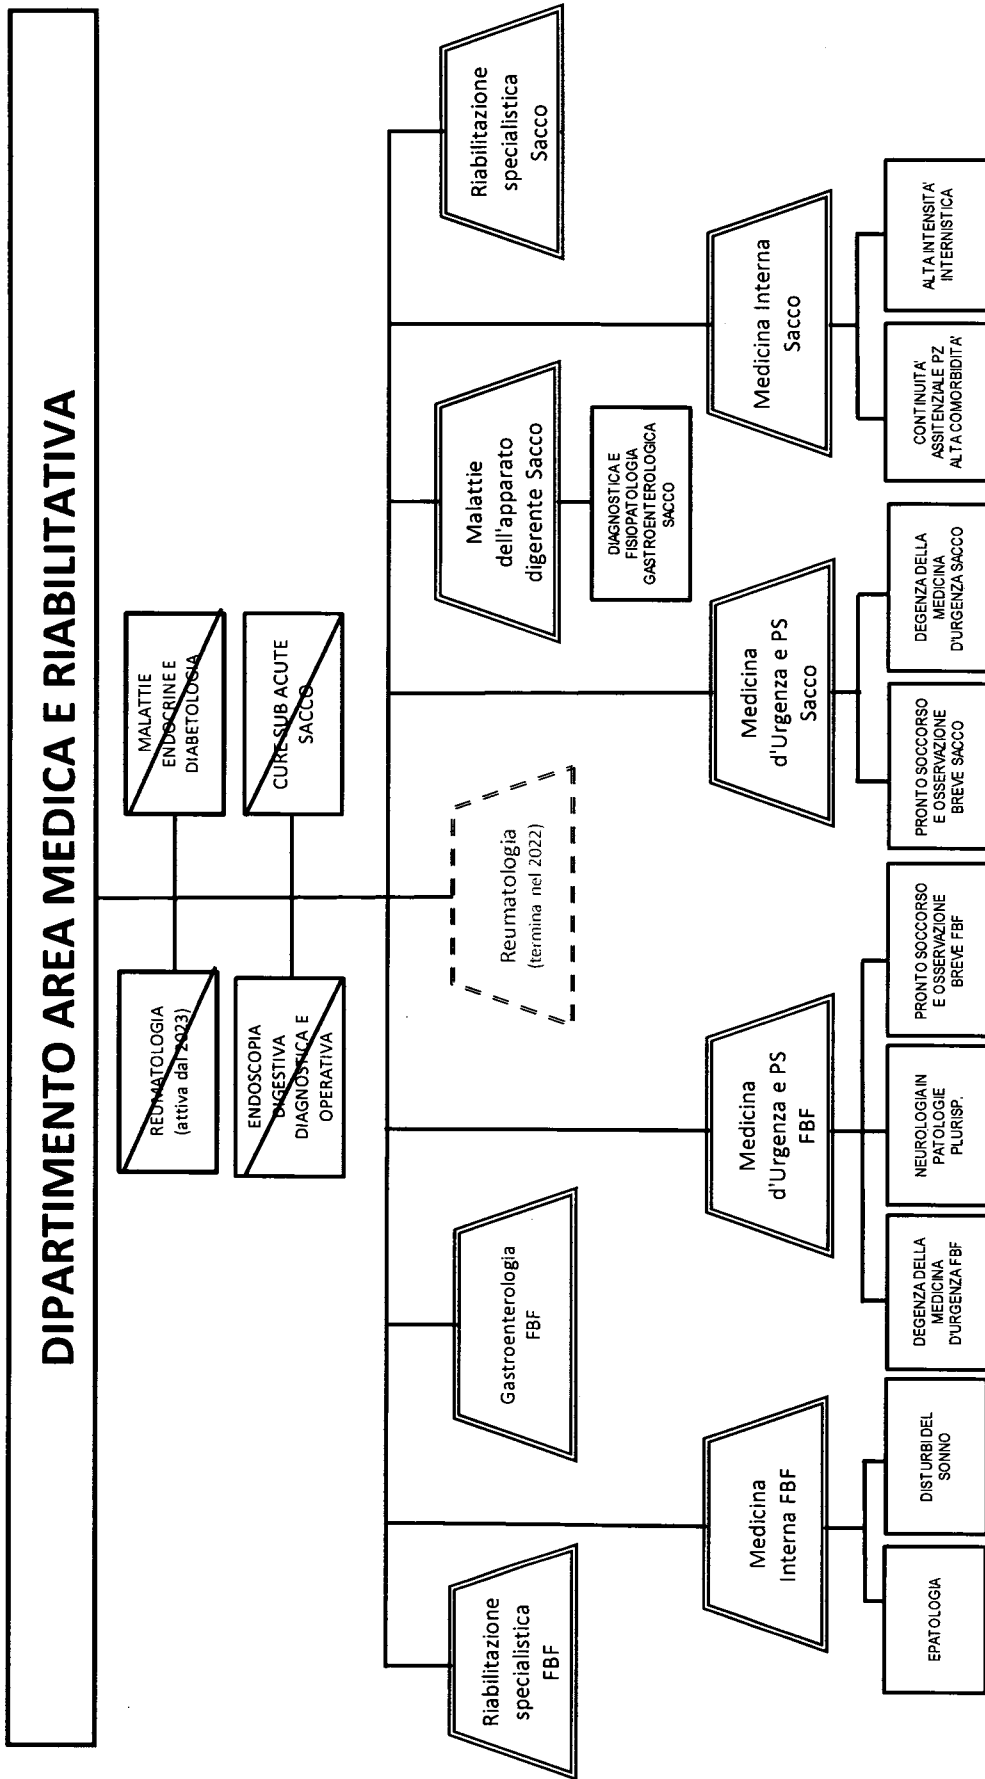 DIPARTIMENTO AREA MEDICA E RIABILITATIVA
REUMATOLOGIA
(attiva dal 2023)
MALATTIE
ENDOCRINE E
DIABETOLOGIA
ENDOSCOPIA
DIGESTIVA
DIAGNOSTICA E
OPERATIVA
CURE SUB ACUTE
SACCO
Riabilitazione
specialistica
FBF
Gastroenterologia
FBF
Reumatologia
(termina nel 2022)
Malattie
dell'apparato
digerente Sacco
Riabilitazione
specialistica
Sacco
DIAGNOSTICA E
FISIOPATOLOGIA
GASTROENTEROLOGICA
SACCO
Medicina
Interna FBF
Medicina
d'Urgenza e PS
FBF
Medicina
d'Urgenza e PS
Sacco
Medicina Interna
Sacco
EPATOLOGIA
DISTURBI DEL
SONNO
DEGENZA DELLA
MEDICINA
D'URGENZA FBF
NEUROLOGIA IN
PATOLOGIE
PLURISP.
PRONTO SOCCORSO
E OSSERVAZIONE
BREVE FBF
PRONTO SOCCORSO
E OSSERVAZIONE
BREVE SACCO
DEGENZA DELLA
MEDICINA
D'URGENZA SACCO
CONTINUITA'
ASSITENZIALE PZ
ALTA COMORBIDITA'
ALTA INTENSITA'
INTERNISTICA